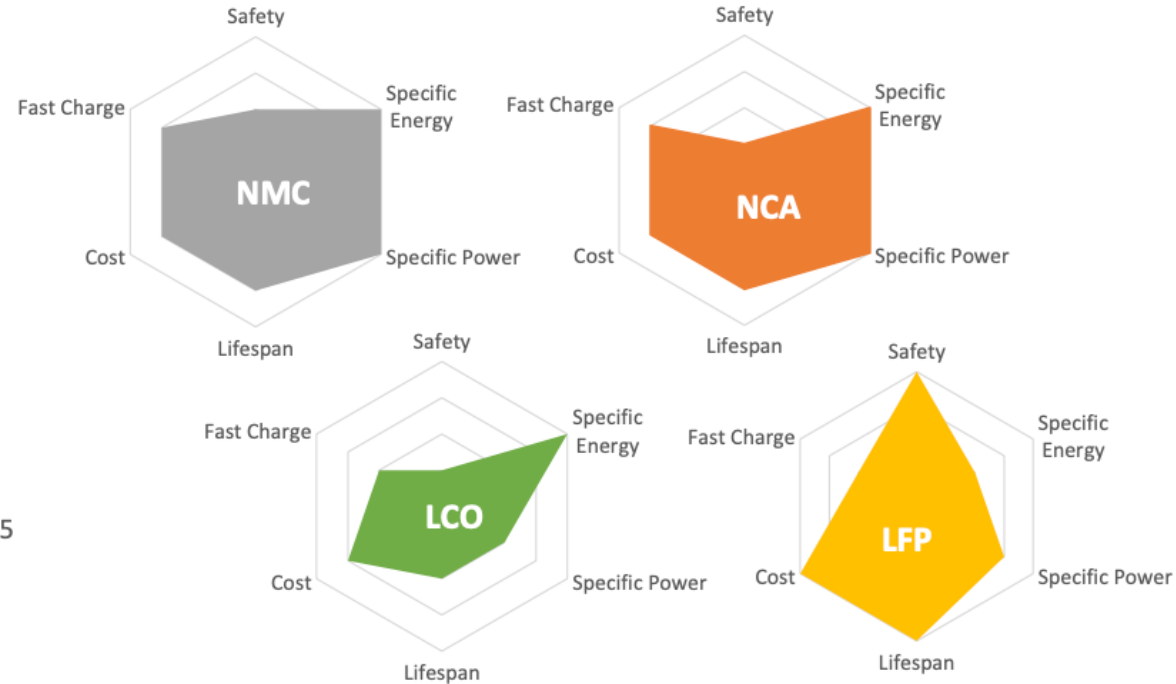 Safety
Fast Charge
Specific
Energy
NMC
Cost
Specific Power
Lifespan
Safety
Fast Charge
Specific
Energy
NCA
Cost
Specific Power
Lifespan
Safety
Fast Charge
Specific
Energy
LCO
Cost
Specific Power
Lifespan
Safety
Fast Charge
Specific
Energy
LFP
Cost
Specific Power
Lifespan
5